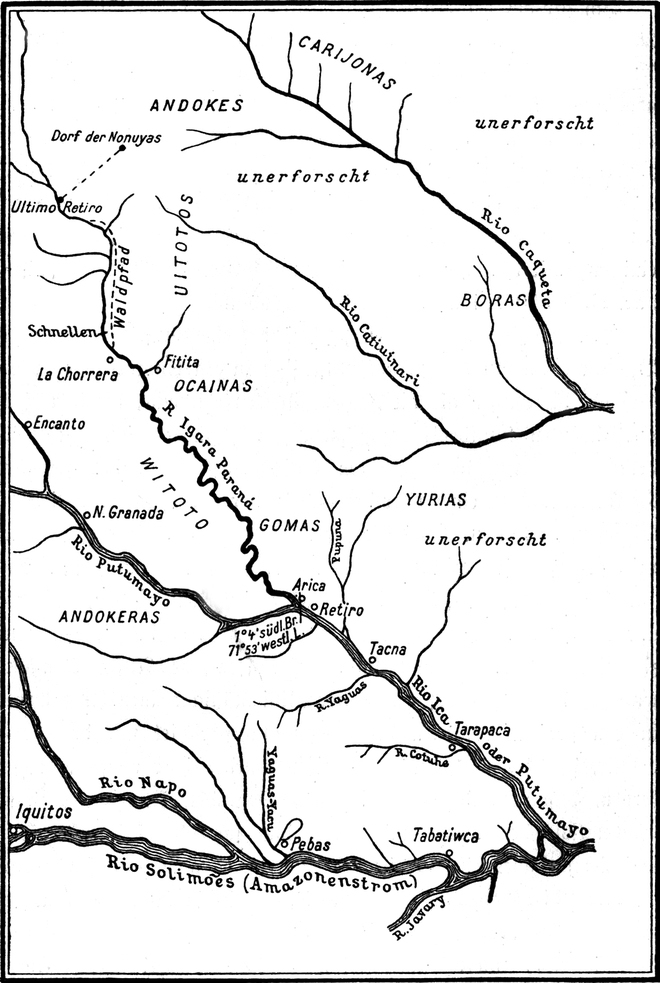 CARIJONAS
ANDOKES
unerforscht
Dorf der Nonuyas
unerforscht
Ultimo Retiro
UITOTOS
Rio Caqueta
Waldpfad
BORAS
Rio Catiuinari
Schnellen
Fitita
La Chorrera
OCAINAS
R. Igara Paraná
Encanto
WITOTO
YURIAS
N. Granada
GOMAS
Pupuna
unerforscht
Rio Putumayo
Arica
Retiro
ANDOKERAS
1°4' südl. Br.
71°53' westl. L.
Tacna
R. Yaguas
Rio Ica oder Putumayo
Tarapaca
R. Cotuhe
Yaguas Yacu
Rio Napo
Iquitos
Pebas
Tabatiwca
Rio Solimoës (Amazonenstrom)
R. Javary